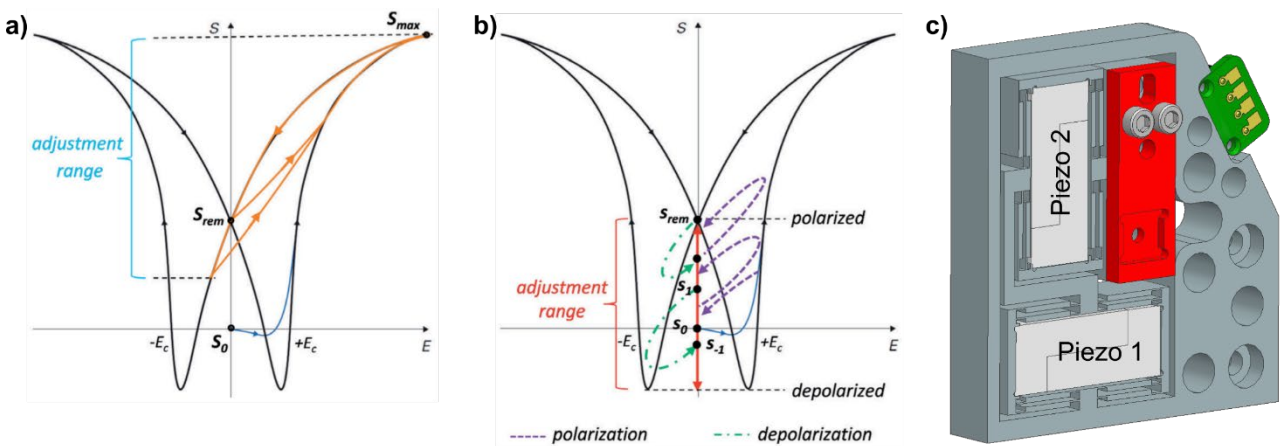 a)
S
S_max
adjustment
range
S_rem
-E_c
S_0
+E_c
E
b)
S
S_rem
polarized
adjustment
range
S_1
S_0
S_-1
-E_c
+E_c
E
depolarized
polarization
depolarization
c)
Piezo 2
Piezo 1